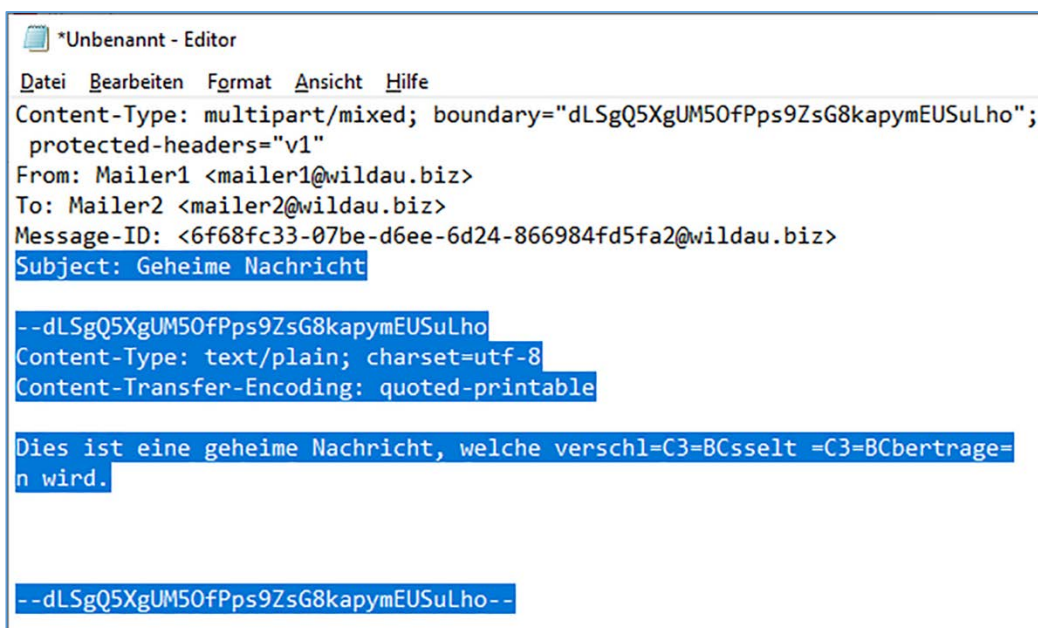 *Unbenannt - Editor
Datei Bearbeiten Format Ansicht Hilfe
Content-Type: multipart/mixed; boundary="dLSgQ5XgUM5OfPps9ZsG8kapymEUSuLho";
protected-headers="v1"
From: Mailer1 <mailer1@wildau.biz>
To: Mailer2 <mailer2@wildau.biz>
Message-ID: <6f68fc33-07be-d6ee-6d24-866984fd5fa2@wildau.biz>
Subject: Geheime Nachricht
--dLSgQ5XgUM5OfPps9ZsG8kapymEUSuLho
Content-Type: text/plain; charset=utf-8
Content-Transfer-Encoding: quoted-printable
Dies ist eine geheime Nachricht, welche verschl=C3=BCsselt =C3=BCbertrage=
n wird.
--dLSgQ5XgUM5OfPps9ZsG8kapymEUSuLho--